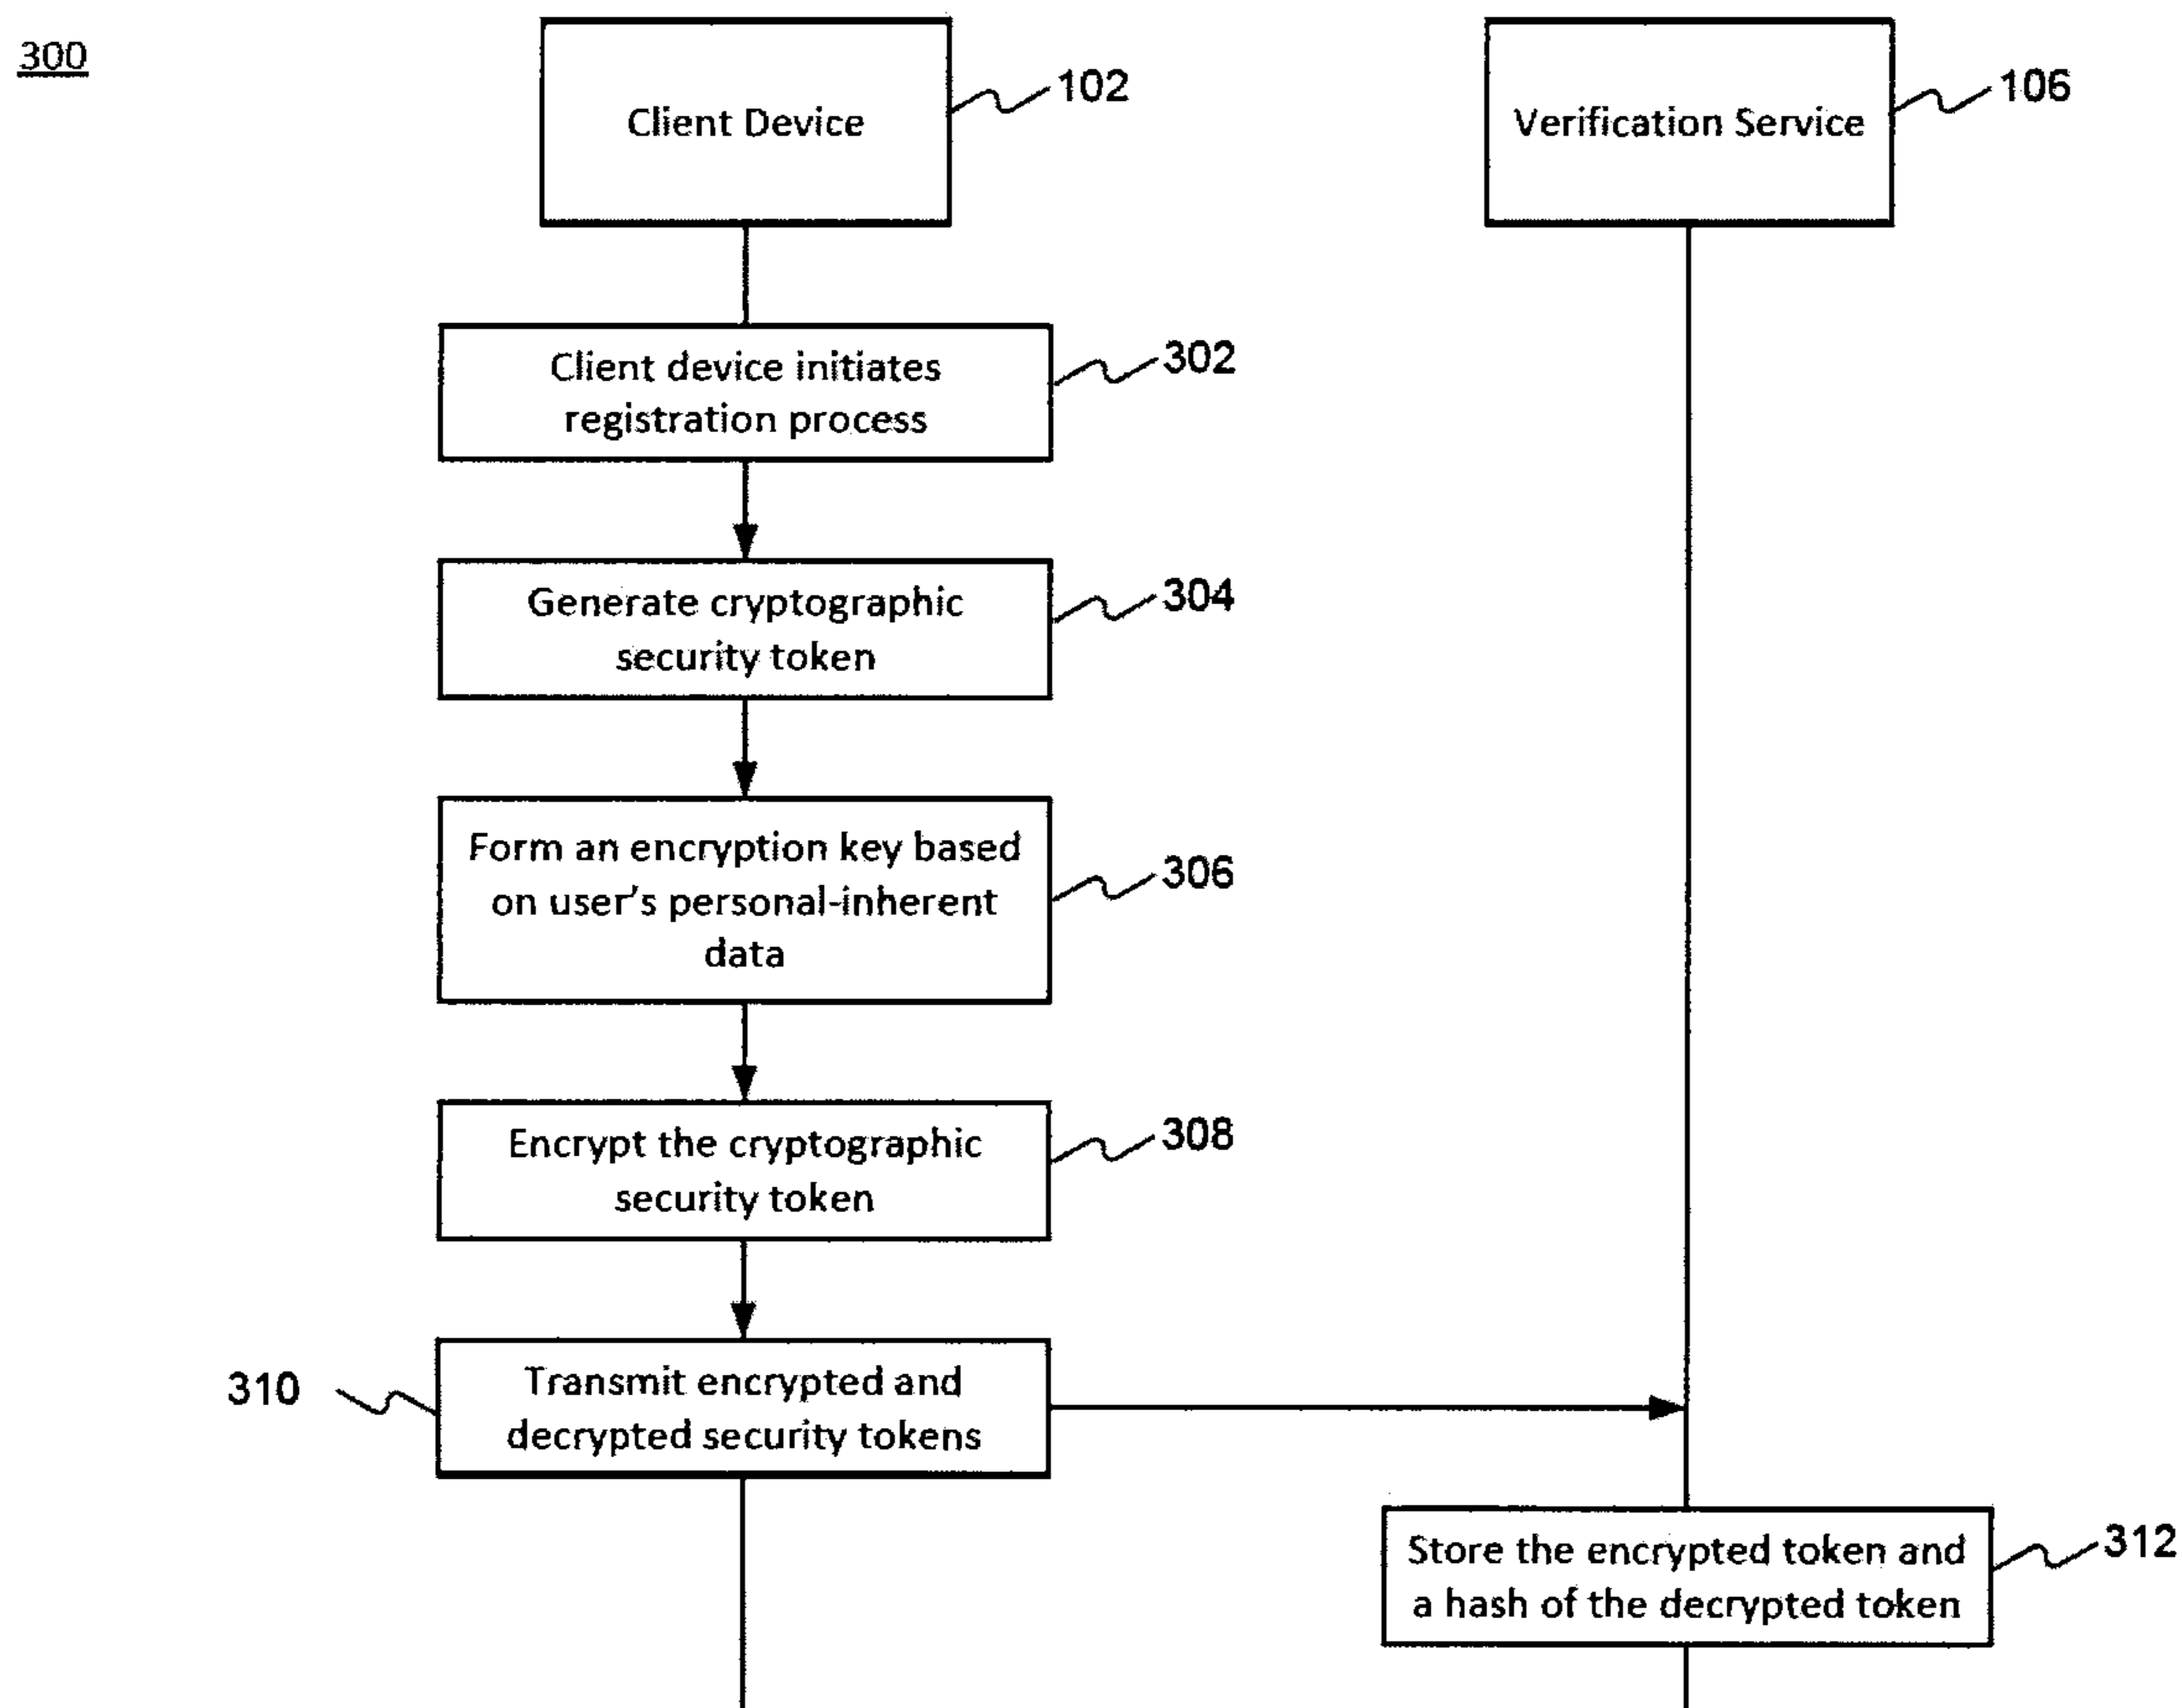 300
Client Device
102
Verification Service
106
Client device initiates
registration process
302
Generate cryptographic
security token
304
Form an encryption key based
on user's personal-inherent
data
306
Encrypt the cryptographic
security token
308
310
Transmit encrypted and
decrypted security tokens
Store the encrypted token and
a hash of the decrypted token
312